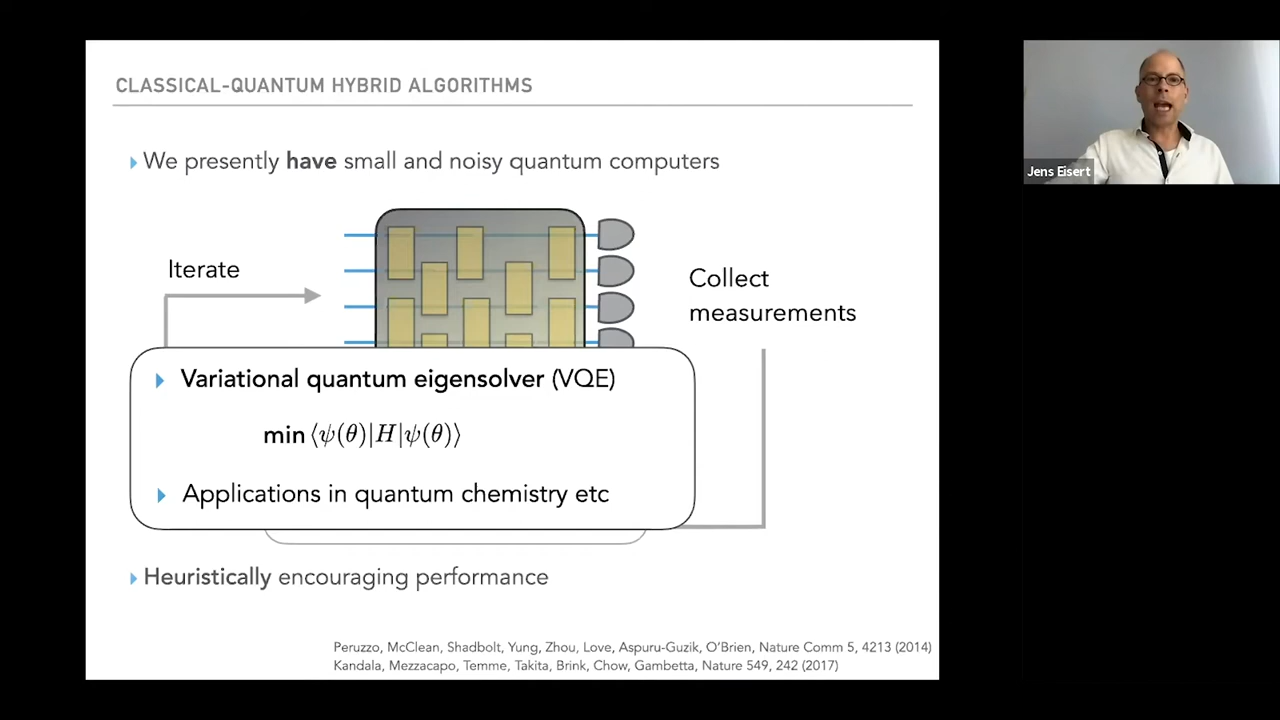 CLASSICAL-QUANTUM HYBRID ALGORITHMS
We presently have small and noisy quantum computers
Iterate
Collect
measurements
Variational quantum eigensolver (VQE)
min ⟨ψ(θ)|H|ψ(θ)⟩
Applications in quantum chemistry etc
Heuristically encouraging performance
Peruzzo, McClean, Shadbolt, Yung, Zhou, Love, Aspuru-Guzik, O'Brien, Nature Comm 5, 4213 (2014)
Kandala, Mezzacapo, Temme, Takita, Brink, Chow, Gambetta, Nature 549, 242 (2017)
Jens Eisert